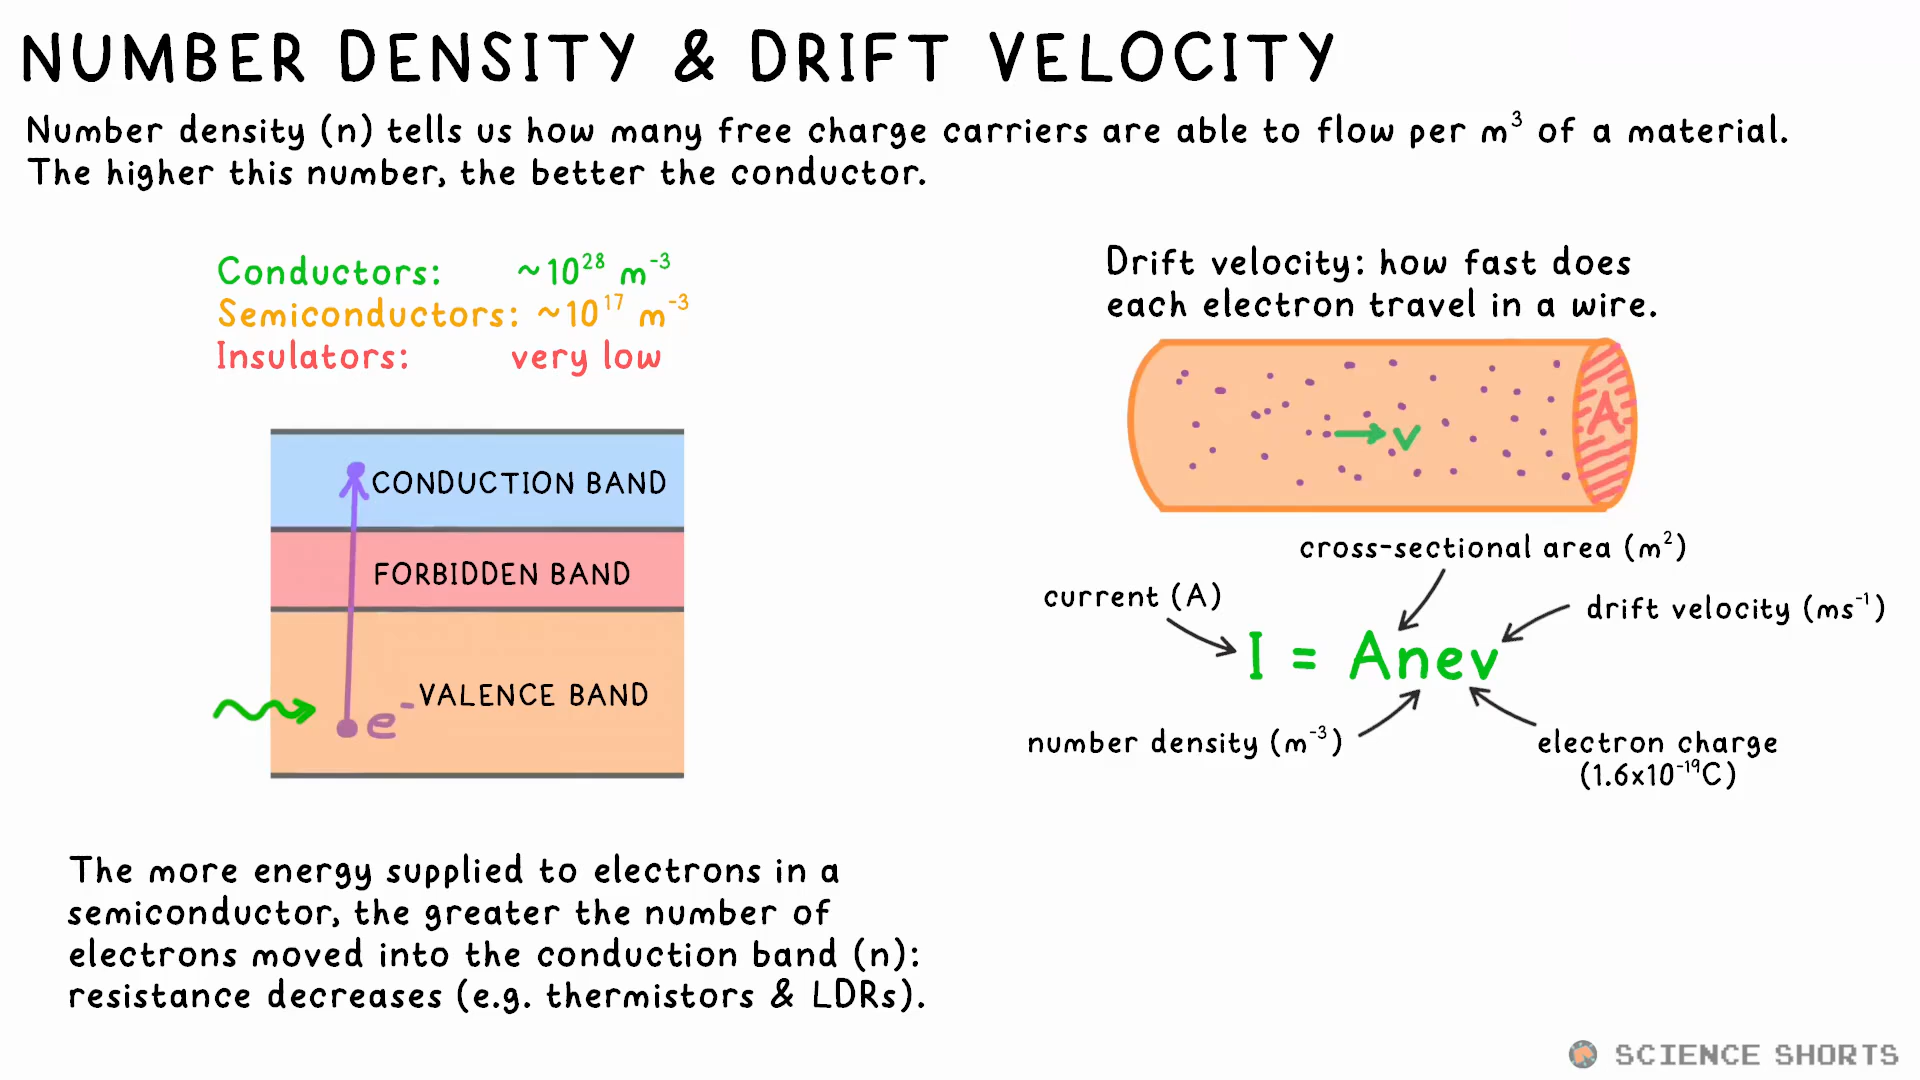 NUMBER DENSITY & DRIFT VELOCITY
Number density (n) tells us how many free charge carriers are able to flow per m³ of a material.
The higher this number, the better the conductor.
Conductors: ~10²⁸ m⁻³
Semiconductors: ~10¹⁷ m⁻³
Insulators: very low
CONDUCTION BAND
FORBIDDEN BAND
VALENCE BAND
e⁻
The more energy supplied to electrons in a
semiconductor, the greater the number of
electrons moved into the conduction band (n):
resistance decreases (e.g. thermistors & LDRs).
Drift velocity: how fast does
each electron travel in a wire.
v
A
cross-sectional area (m²)
current (A)
drift velocity (ms⁻¹)
I = Anev
number density (m⁻³)
electron charge
(1.6x10⁻¹⁹C)
SCIENCE SHORTS